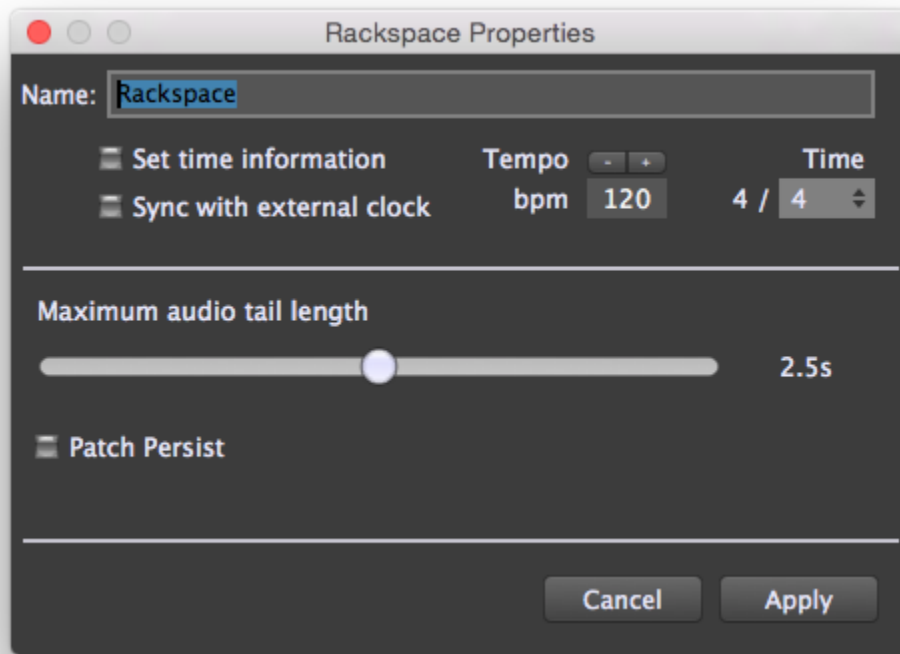 Rackspace Properties
Name: Rackspace
Set time information Tempo - + Time
Sync with external clock bpm 120 4 / 4
Maximum audio tail length
2.5s
Patch Persist
Cancel Apply